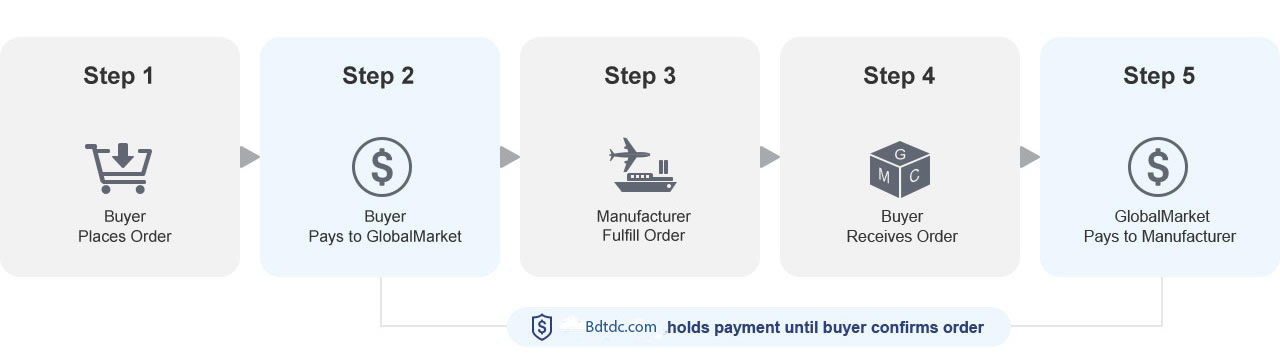 Step 1
Buyer
Places Order
Step 2
Buyer
Pays to GlobalMarket
Step 3
Manufacturer
Fulfill Order
Step 4
G
M C
Buyer
Receives Order
Step 5
GlobalMarket
Pays to Manufacturer
Bdtdc.com holds payment until buyer confirms order